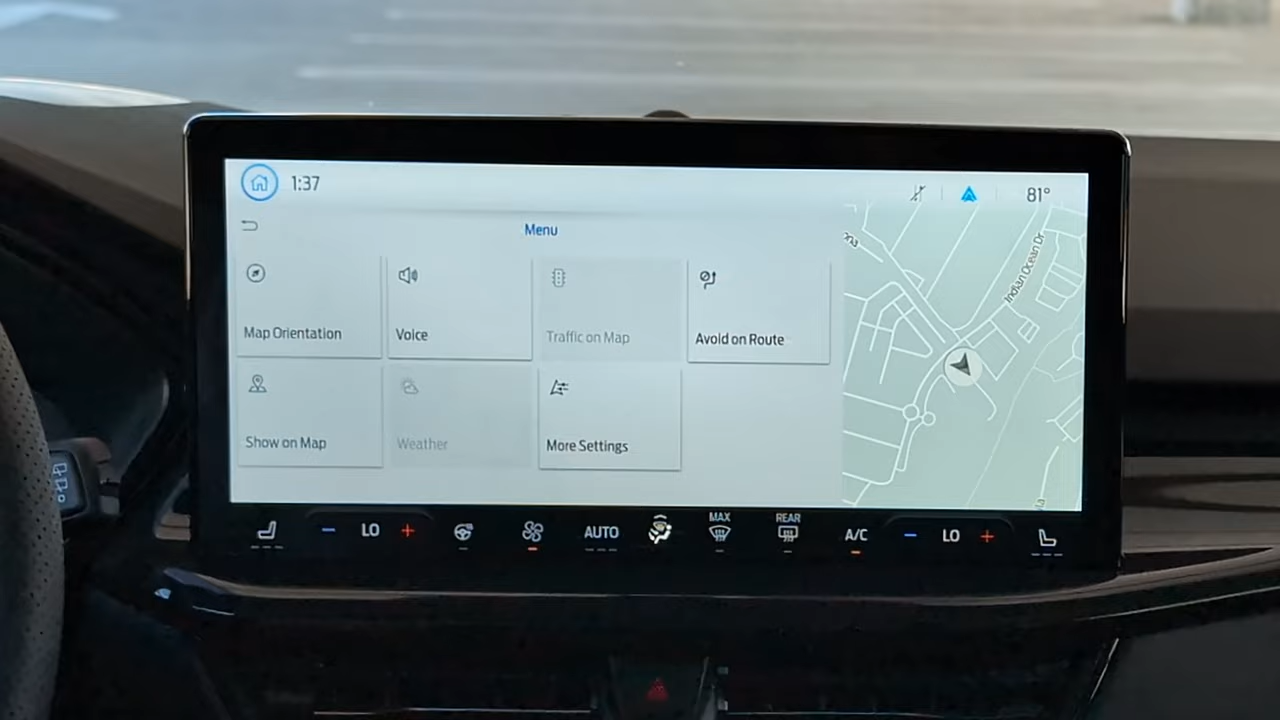 1:37
81°
Menu
Map Orientation
Voice
Traffic on Map
Avoid on Route
Show on Map
Weather
More Settings
Indian Ocean Dr
LO
AUTO
MAX
REAR
A/C
LO